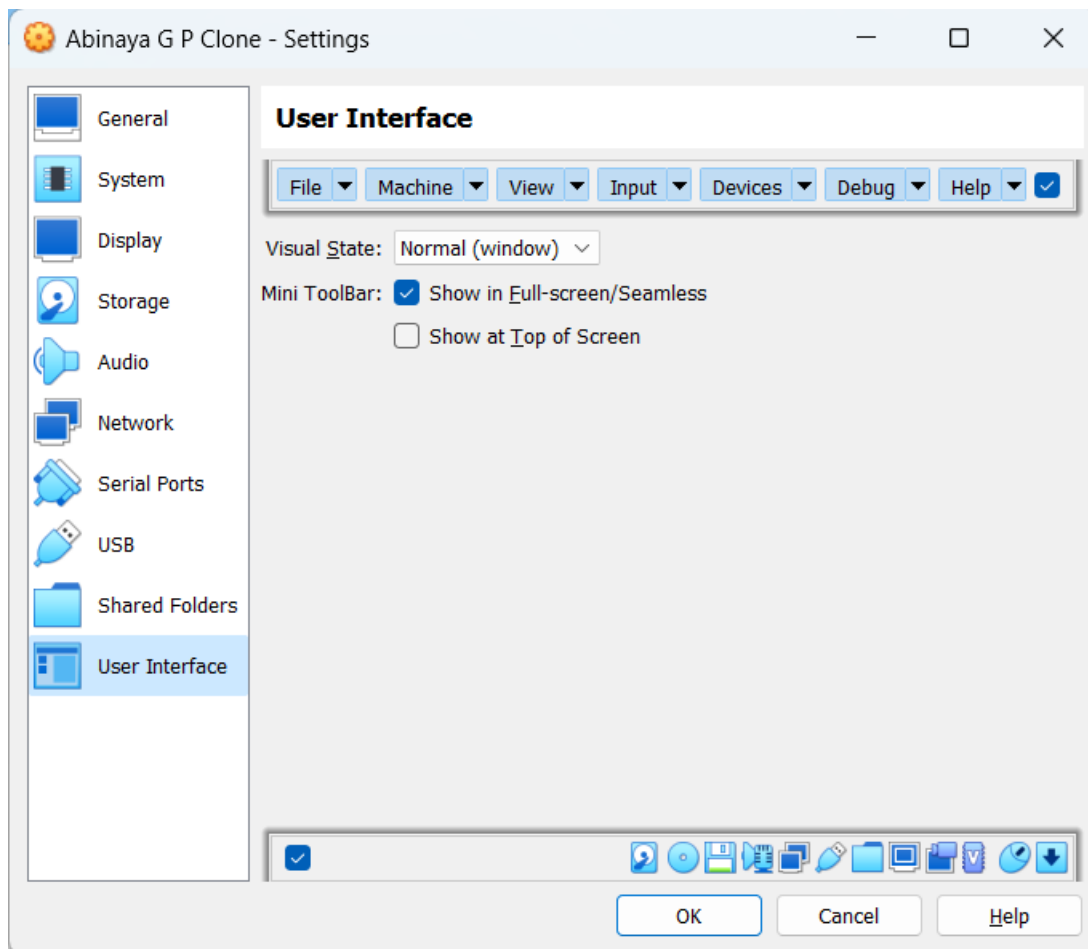 Abinaya G P Clone - Settings
General
System
Display
Storage
Audio
Network
Serial Ports
USB
Shared Folders
User Interface
User Interface
File Machine View Input Devices Debug Help
Visual State: Normal (window)
Mini ToolBar: Show in Full-screen/Seamless
Show at Top of Screen
V
OK Cancel Help